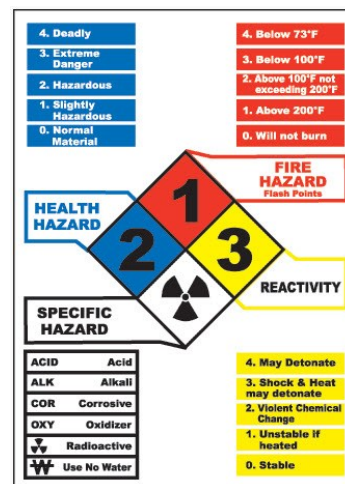 4. Deadly
3. Extreme
Danger
2. Hazardous
1. Slightly
Hazardous
0. Normal
Material
4. Below 73°F
3. Below 100°F
2. Above 100°F not
exceeding 200°F
1. Above 200°F
0. Will not burn
FIRE
HAZARD
Flash Points
1
HEALTH
HAZARD
2
3
REACTIVITY
SPECIFIC
HAZARD
ACID Acid
ALK Alkali
COR Corrosive
OXY Oxidizer
Radioactive
W Use No Water
4. May Detonate
3. Shock & Heat
may detonate
2. Violent Chemical
Change
1. Unstable if
heated
0. Stable